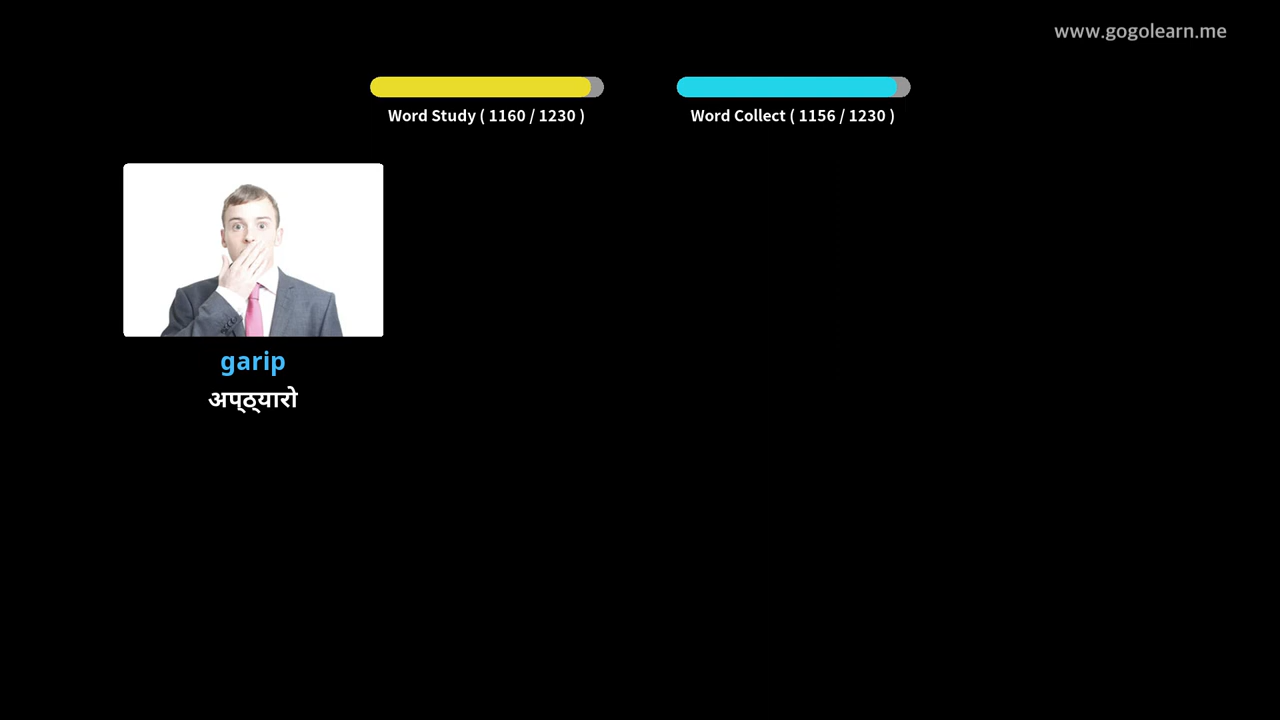 www.gogolearn.me
Word Study ( 1160 / 1230 )
Word Collect ( 1156 / 1230 )
garip
अप्ठ्यारो